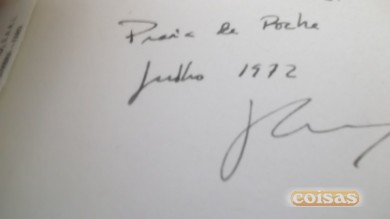 Praia da Rocha
Julho 1972
coisas